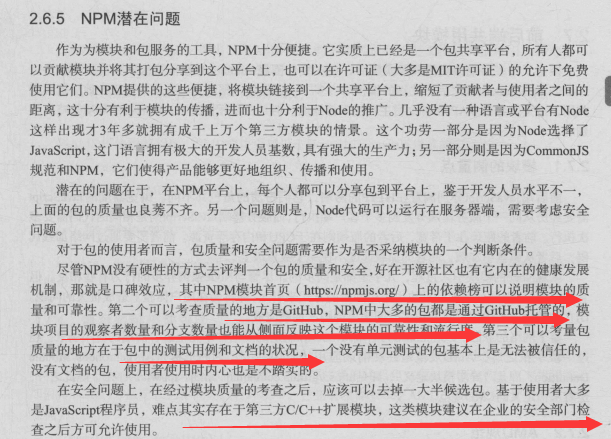 2.6.5 NPM潜在问题
作为为模块和包服务的工具，NPM十分便捷。它实质上已经是一个包共享平台，所有人都可
以贡献模块并将其打包分享到这个平台上，也可以在许可证（大多是MIT许可证）的允许下免费
使用它们。NPM提供的这些便捷，将模块链接到一个共享平台上，缩短了贡献者与使用者之间的
距离，这十分有利于模块的传播，进而也十分利于Node的推广。几乎没有一种语言或平台有Node
这样出现才3年多就拥有成千上万个第三方模块的情景。这个功劳一部分是因为Node选择了
JavaScript，这门语言拥有极大的开发人员基数，具有强大的生产力；另一部分则是因为CommonJS
规范和NPM，它们使得产品能够更好地组织、传播和使用。
潜在的问题在于，在NPM平台上，每个人都可以分享包到平台上，鉴于开发人员水平不一，
上面的包的质量也良莠不齐。另一个问题则是，Node代码可以运行在服务器端，需要考虑安全
问题。
对于包的使用者而言，包质量和安全问题需要作为是否采纳模块的一个判断条件。
尽管NPM没有硬性的方式去评判一个包的质量和安全，好在开源社区也有它内在的健康发展
机制，那就是口碑效应，其中NPM模块首页（https://npmjs.org/）上的依赖榜可以说明模块的质
量和可靠性。第二个可以考查质量的地方是GitHub，NPM中大多的包都是通过GitHub托管的，模
块项目的观察者数量和分支数量也能从侧面反映这个模块的可靠性和流行度。第三个可以考量包
质量的地方在于包中的测试用例和文档的状况，一个没有单元测试的包基本上是无法被信任的，
没有文档的包，使用者使用时内心也是不踏实的。
在安全问题上，在经过模块质量的考查之后，应该可以去掉一大半候选包。基于使用者大多
是JavaScript程序员，难点其实存在于第三方C/C++扩展模块，这类模块建议在企业的安全部门检
查之后方可允许使用。